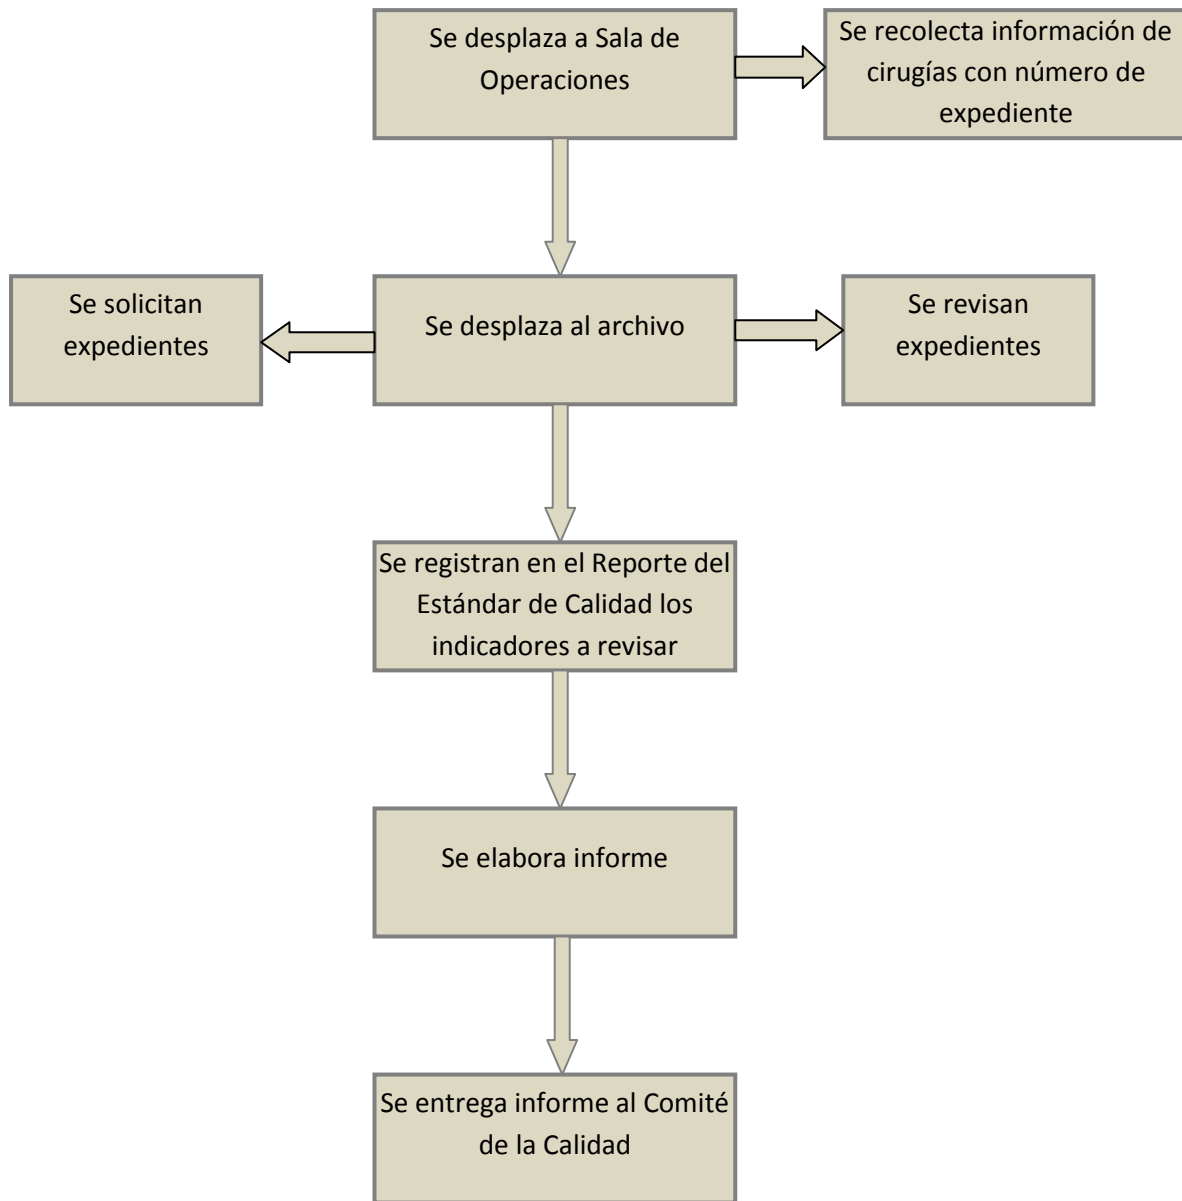 Se desplaza a Sala de
Operaciones
Se recolecta información de
cirugías con número de
expediente
Se solicitan
expedientes
Se desplaza al archivo
Se revisan
expedientes
Se registran en el Reporte del
Estándar de Calidad los
indicadores a revisar
Se elabora informe
Se entrega informe al Comité
de la Calidad